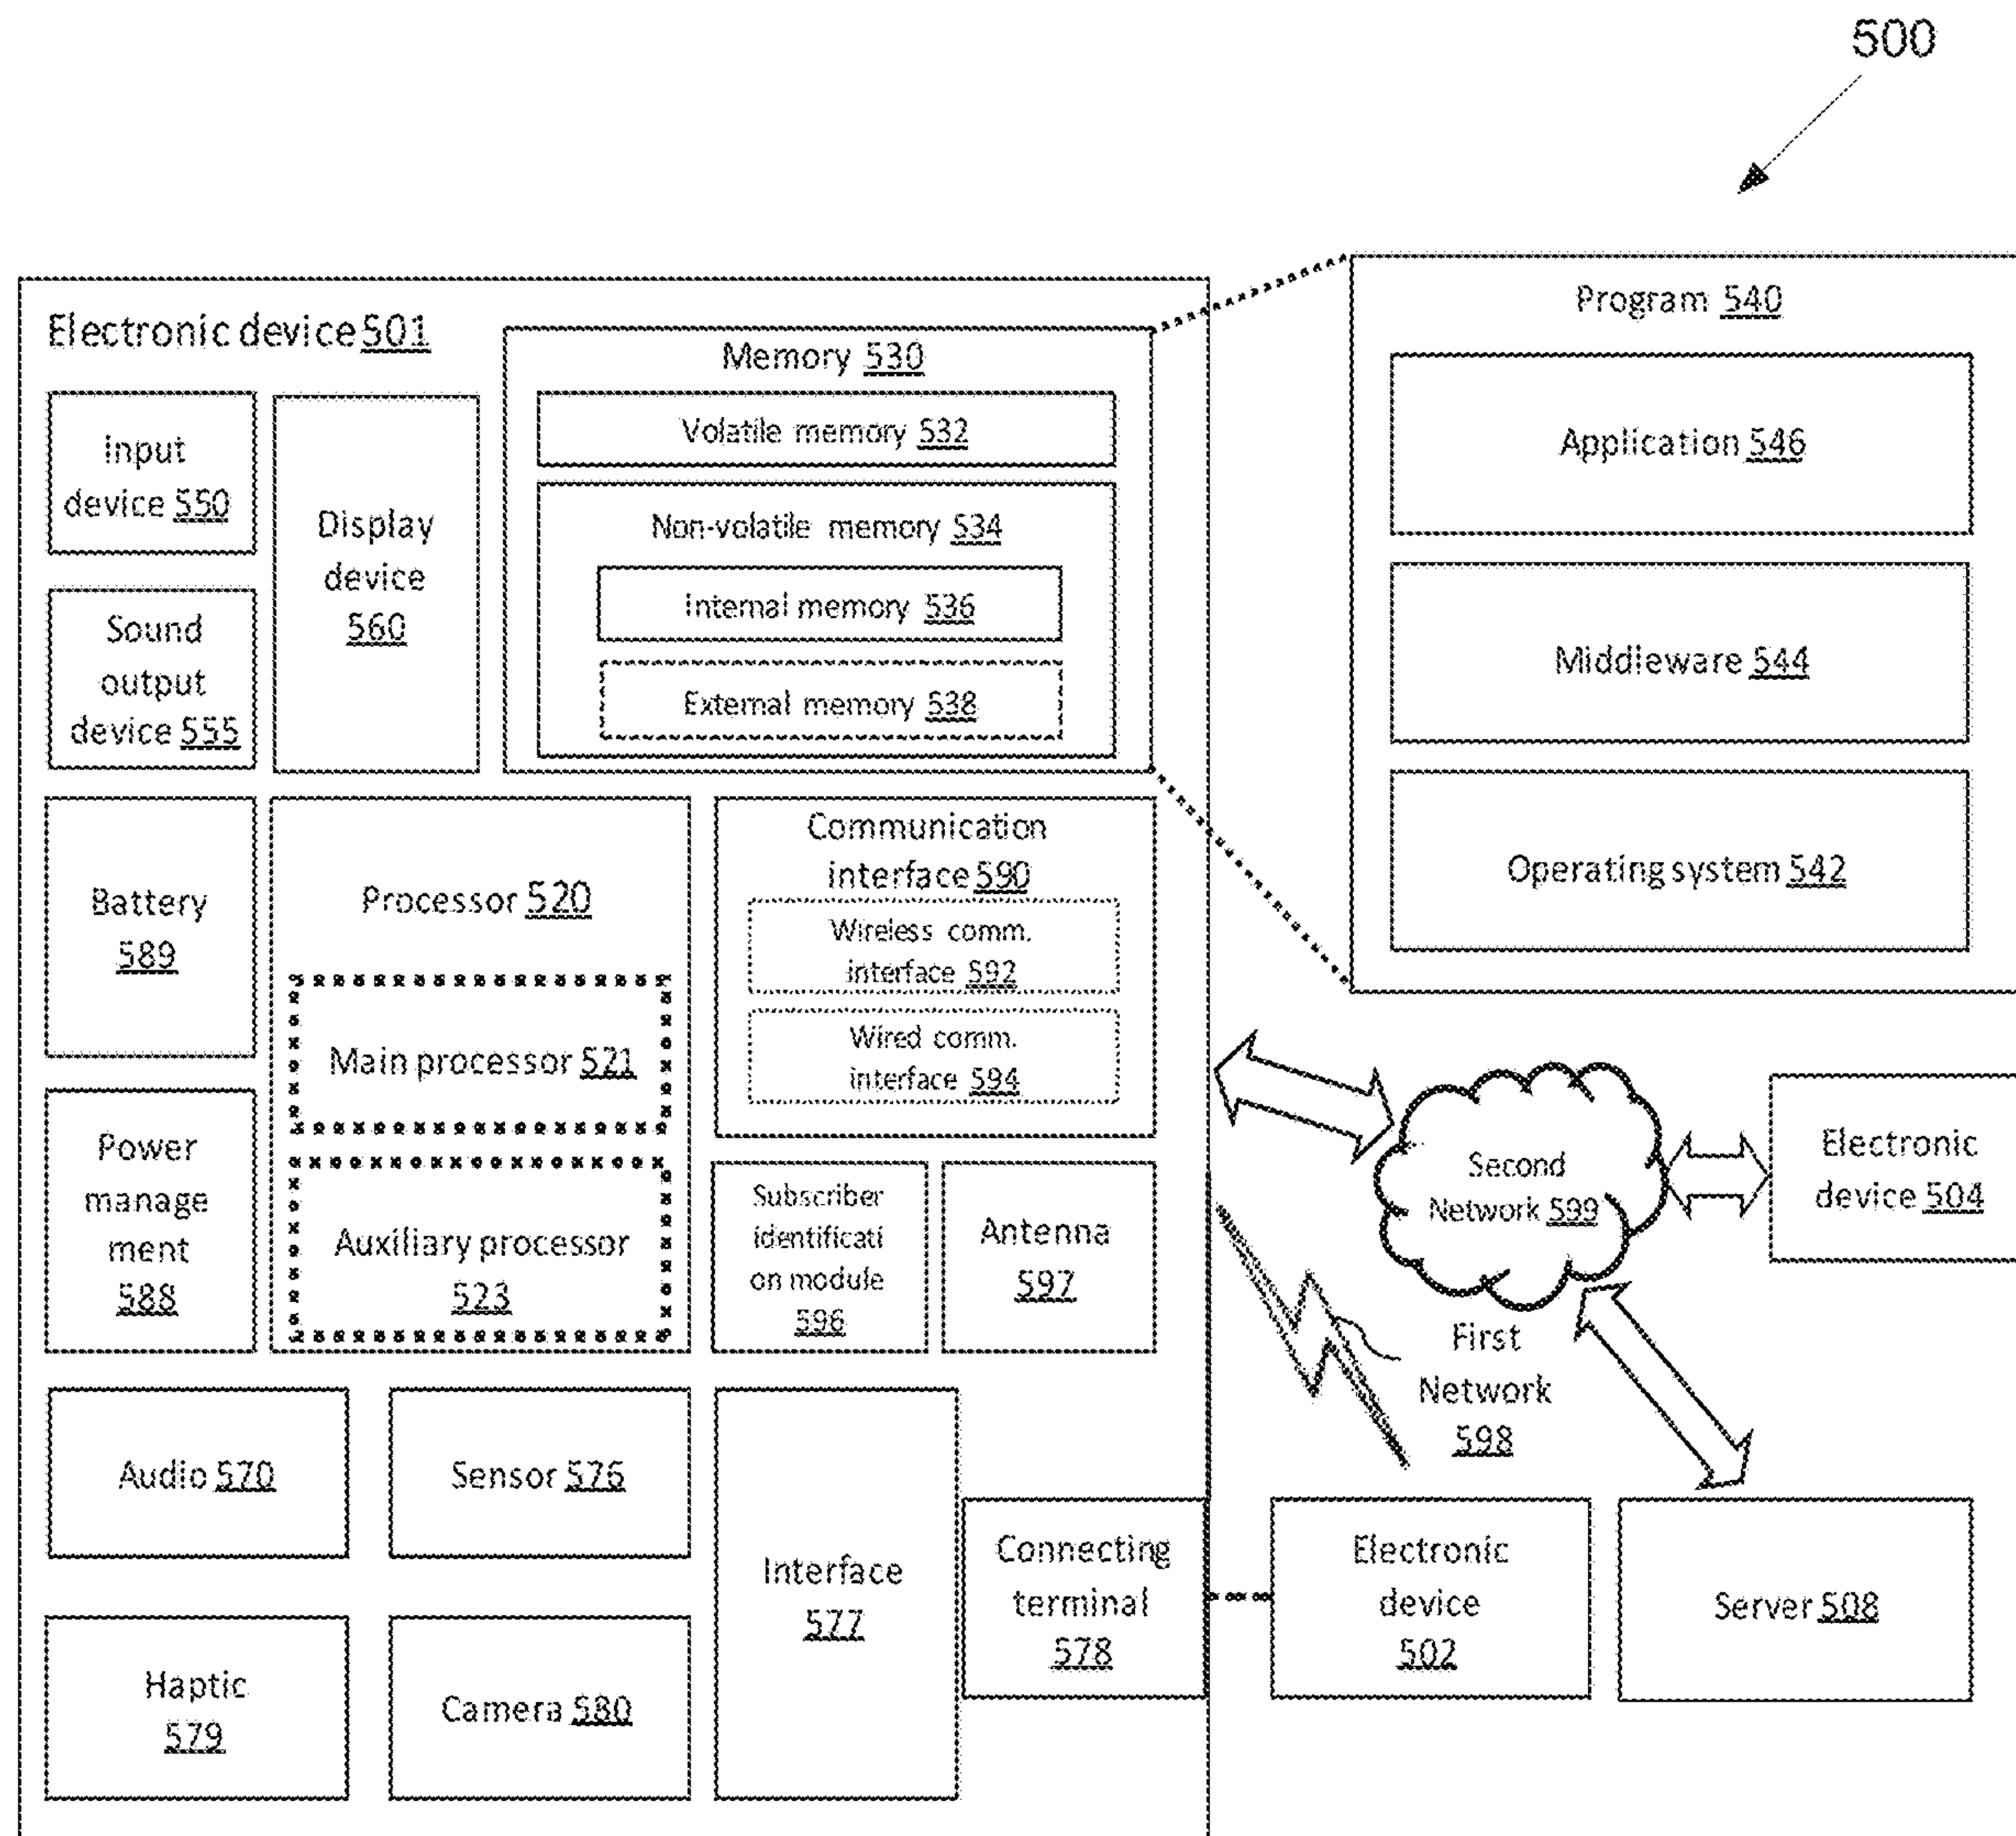 500
Electronic device 501
Input
device 550
Sound
output
device 555
Display
device
560
Memory 530
Volatile memory 532
Non-volatile memory 534
Internal memory 536
External memory 538
Program 540
Application 546
Middleware 544
Operating system 542
Battery
589
Power
manage
ment
588
Processor 520
Main processor 521
Auxiliary processor
523
Communication
interface 590
Wireless comm.
interface 592
Wired comm.
interface 594
Subscriber
identificati
on module
596
Antenna
597
Second
Network 599
Electronic
device 504
First
Network
598
Audio 570
Sensor 576
Haptic
579
Camera 580
Interface
577
Connecting
terminal
578
Electronic
device
502
Server 508